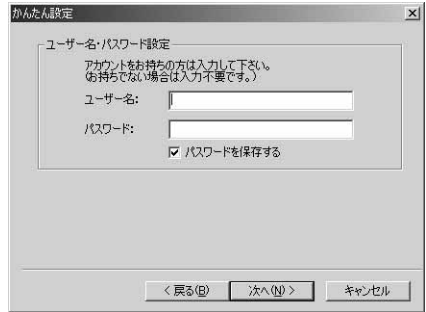 かんたん設定
ユーザー名・パスワード設定
アカウントをお持ちの方は入力して下さい。
(お持ちでない場合は入力不要です。)
ユーザー名:
パスワード:
パスワードを保存する
< 戻る(B) 次へ(N) > キャンセル